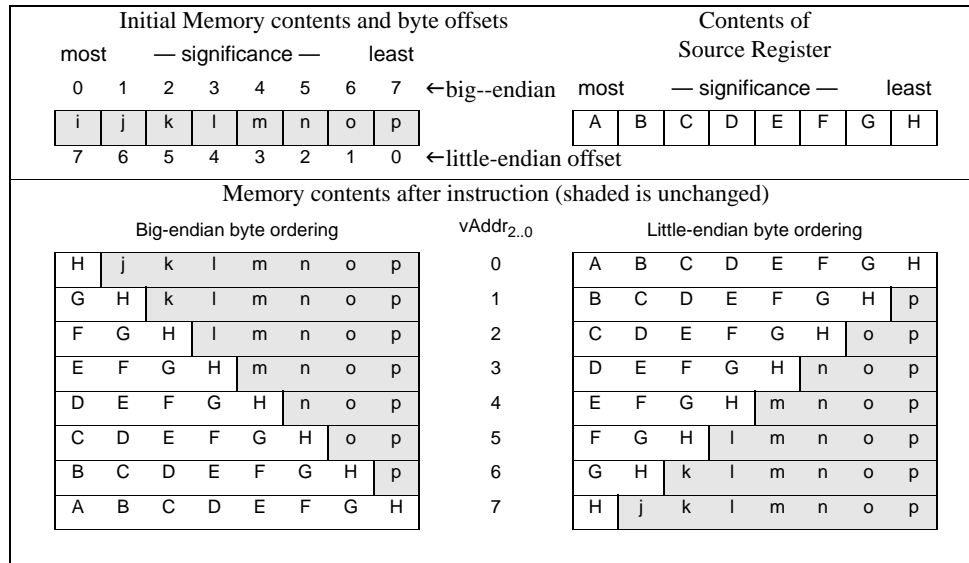 Initial Memory contents and byte offsets
most — significance — least
0 1 2 3 4 5 6 7 ←big--endian
i j k l m n o p
7 6 5 4 3 2 1 0 ←little-endian offset
Contents of
Source Register
most — significance — least
A B C D E F G H
Memory contents after instruction (shaded is unchanged)
Big-endian byte ordering vAddr2..0 Little-endian byte ordering
H j k l m n o p 0 A B C D E F G H
G H k l m n o p 1 B C D E F G H p
F G H l m n o p 2 C D E F G H o p
E F G H m n o p 3 D E F G H n o p
D E F G H n o p 4 E F G H m n o p
C D E F G H o p 5 F G H l m n o p
B C D E F G H p 6 G H k l m n o p
A B C D E F G H 7 H j k l m n o p